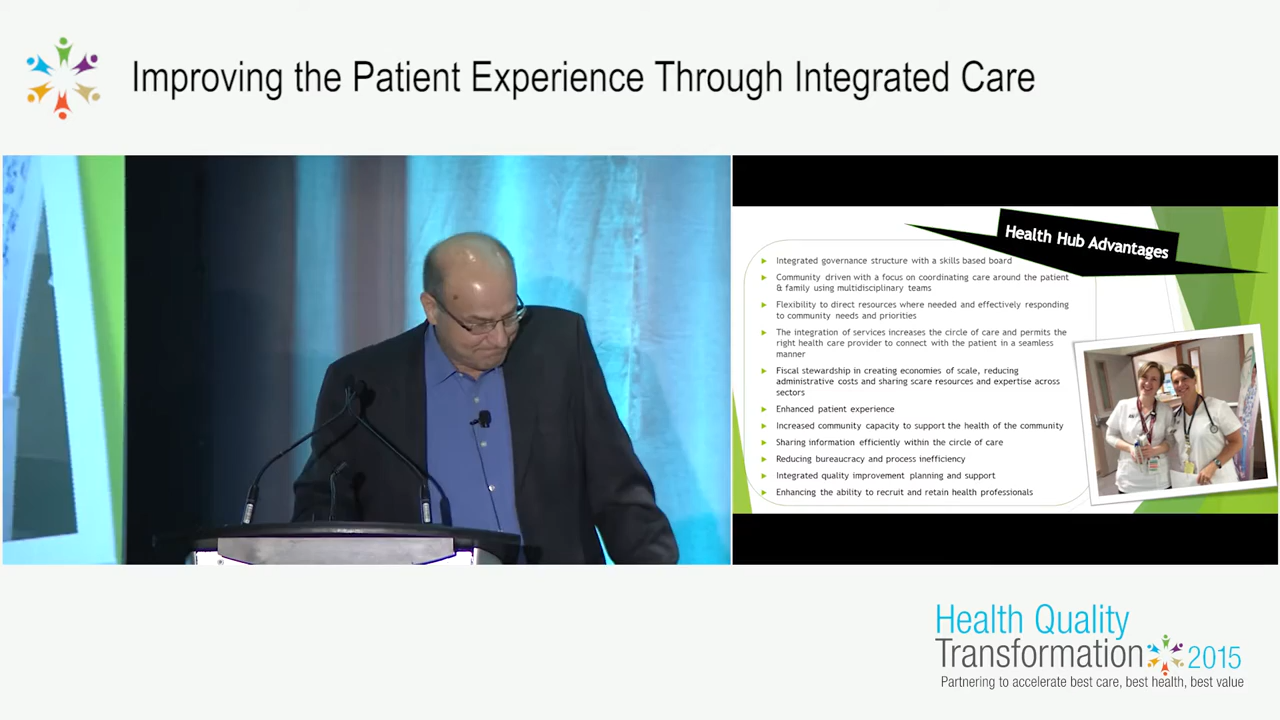 Improving the Patient Experience Through Integrated Care
Health Hub Advantages
Integrated governance structure with a skills based board
Community driven with a focus on coordinating care around the patient
& family using multidisciplinary teams
Flexibility to direct resources where needed and effectively responding
to community needs and priorities
The integration of services increases the circle of care and permits the
right health care provider to connect with the patient in a seamless
manner
Fiscal stewardship in creating economies of scale, reducing
administrative costs and sharing scare resources and expertise across
sectors
Enhanced patient experience
Increased community capacity to support the health of the community
Sharing information efficiently within the circle of care
Reducing bureaucracy and process inefficiency
Integrated quality improvement planning and support
Enhancing the ability to recruit and retain health professionals
Health Quality
Transformation 2015
Partnering to accelerate best care, best health, best value